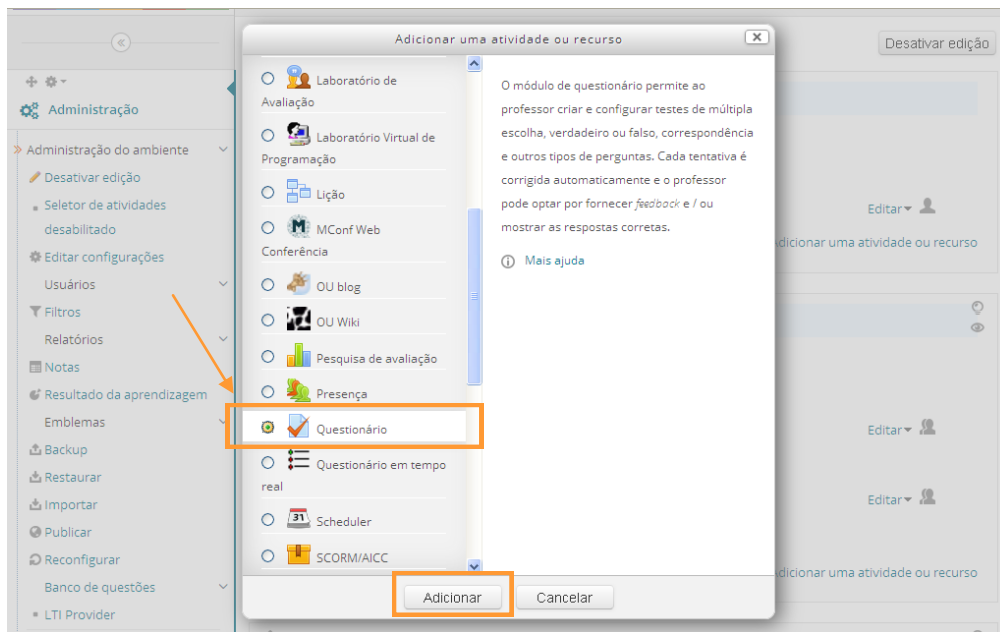 Adicionar uma atividade ou recurso
Desativar edição
Administração
Administração do ambiente
Desativar edição
Seletor de atividades
desabilitado
Editar configurações
Usuários
Filtros
Relatórios
Notas
Resultado da aprendizagem
Emblemas
Backup
Restaurar
Importar
Publicar
Reconfigurar
Banco de questões
LTI Provider
Laboratório de
Avaliação
Laboratório Virtual de
Programação
Lição
MConf Web
Conferência
OU blog
OU Wiki
Pesquisa de avaliação
Presença
Questionário
Questionário em tempo
real
31 Scheduler
SCORM/AICC
O módulo de questionário permite ao
professor criar e configurar testes de múltipla
escolha, verdadeiro ou falso, correspondência
e outros tipos de perguntas. Cada tentativa é
corrigida automaticamente e o professor
pode optar por fornecer feedback e / ou
mostrar as respostas corretas.
Mais ajuda
Adicionar
Cancelar
Editar
dicionar uma atividade ou recurso
Editar
Editar
dicionar uma atividade ou recurso